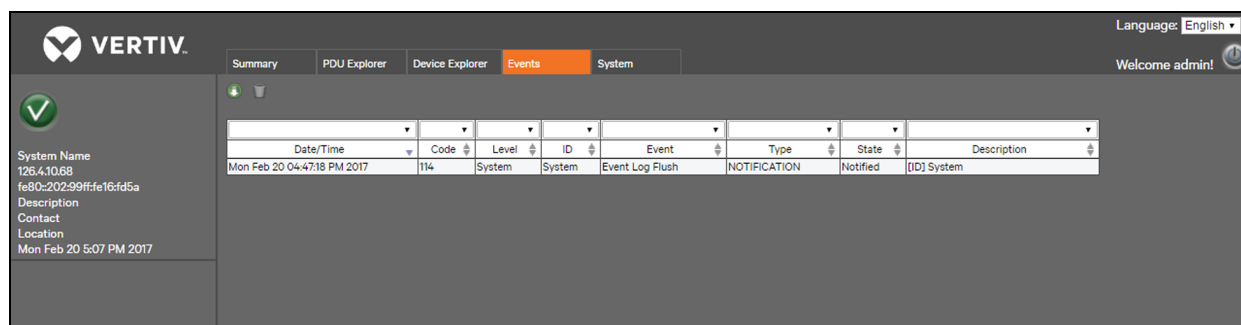 Language: English
VERTIV.
Welcome admin!
Summary PDU Explorer Device Explorer Events System
System Name
126.4.10.68
fe80::202:99ff:fe16:fd5a
Description
Contact
Location
Mon Feb 20 5:07 PM 2017
Date/Time Code Level ID Event Type State Description
Mon Feb 20 04:47:18 PM 2017 114 System System Event Log Flush NOTIFICATION Notified [ID] System